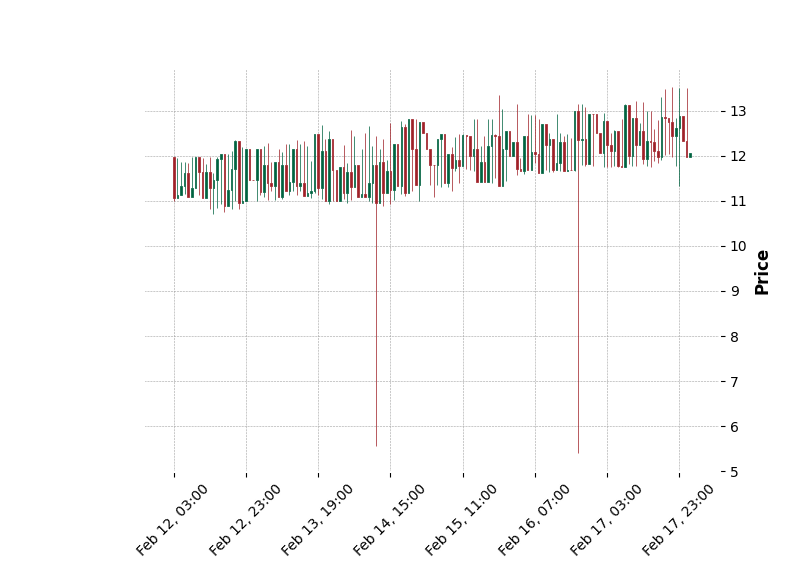 13
12
11
10
9
8
7
6
5
Price
Feb 12, 03:00
Feb 12, 23:00
Feb 13, 19:00
Feb 14, 15:00
Feb 15, 11:00
Feb 16, 07:00
Feb 17, 03:00
Feb 17, 23:00